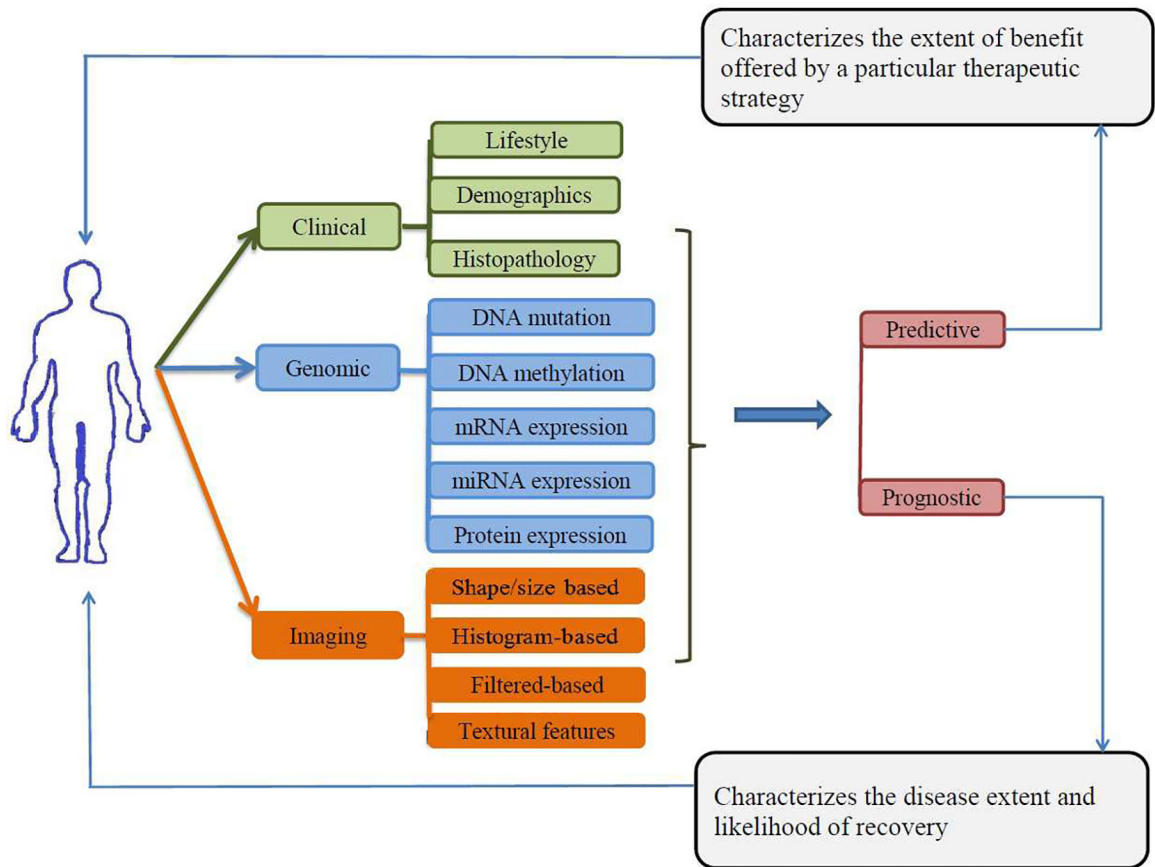 Characterizes the extent of benefit
offered by a particular therapeutic
strategy
Lifestyle
Demographics
Clinical
Histopathology
DNA mutation
Genomic
DNA methylation
mRNA expression
miRNA expression
Protein expression
Shape/size based
Imaging
Histogram-based
Filtered-based
Textural features
Predictive
Prognostic
Characterizes the disease extent and
likelihood of recovery